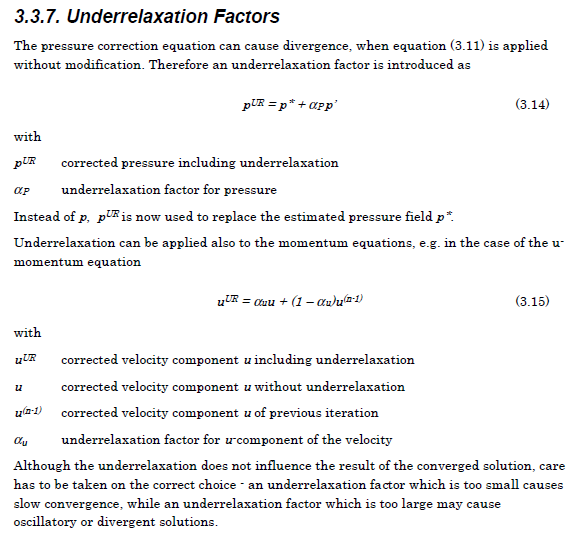 3.3.7. Underrelaxation Factors
The pressure correction equation can cause divergence, when equation (3.11) is applied
without modification. Therefore an underrelaxation factor is introduced as
p^UR = p* + α_P p' (3.14)
with
p^UR corrected pressure including underrelaxation
α_P underrelaxation factor for pressure
Instead of p, p^UR is now used to replace the estimated pressure field p*.
Underrelaxation can be applied also to the momentum equations, e.g. in the case of the u-
momentum equation
u^UR = α_u u + (1 – α_u)u^(n-1) (3.15)
with
u^UR corrected velocity component u including underrelaxation
u corrected velocity component u without underrelaxation
u^(n-1) corrected velocity component u of previous iteration
α_u underrelaxation factor for u-component of the velocity
Although the underrelaxation does not influence the result of the converged solution, care
has to be taken on the correct choice - an underrelaxation factor which is too small causes
slow convergence, while an underrelaxation factor which is too large may cause
oscillatory or divergent solutions.